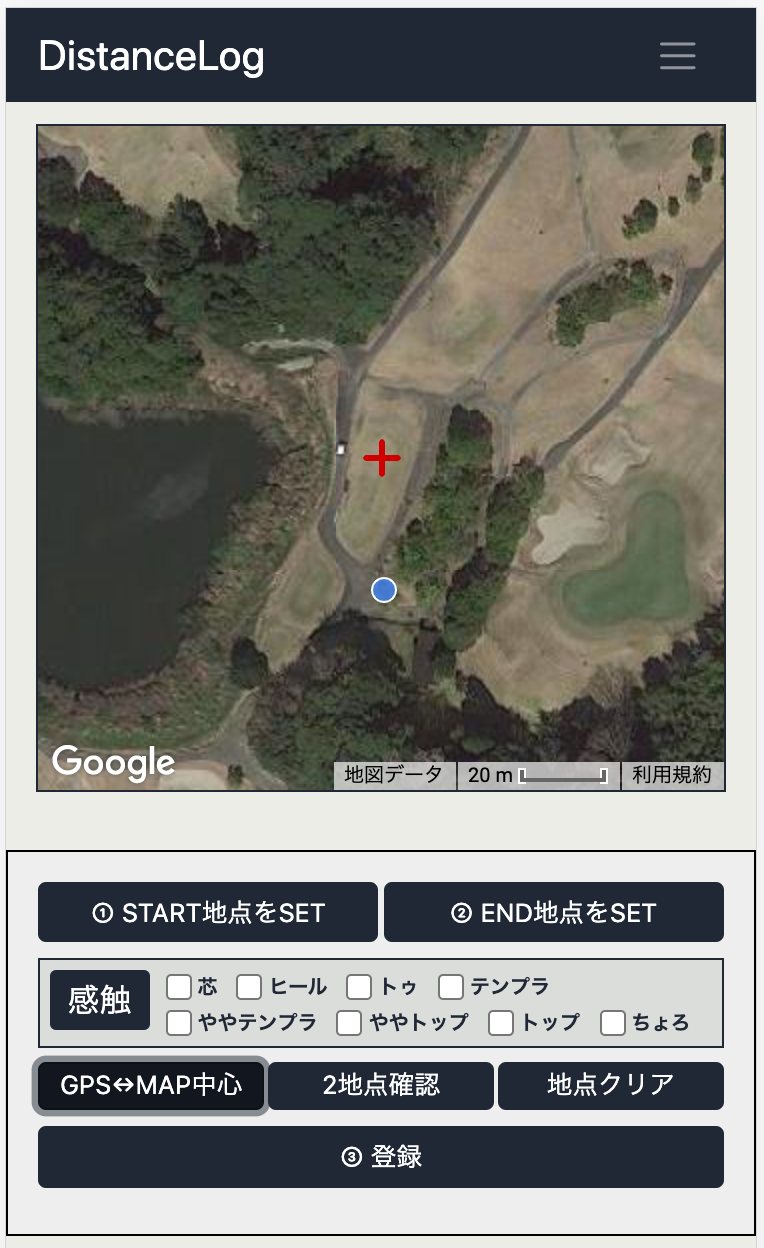 DistanceLog
Google
地図データ 20 m 利用規約
① START地点をSET ② END地点をSET
感触 芯 ヒール トゥ テンプラ
ややテンプラ ややトップ トップ ちょろ
GPS↔MAP中心 2地点確認 地点クリア
③ 登録